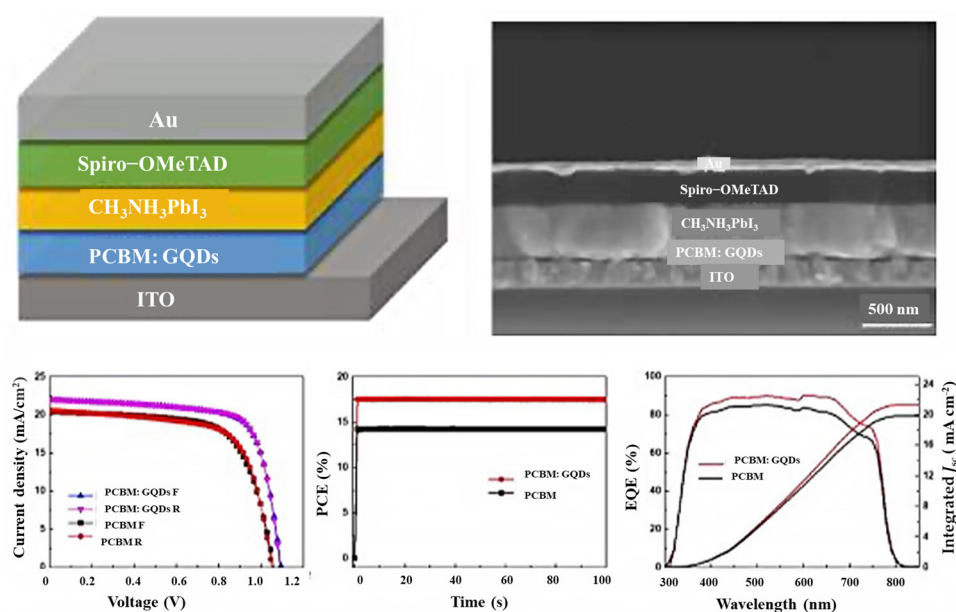 Au
Spiro−OMeTAD
CH₃NH₃PbI₃
PCBM: GQDs
ITO
Au
Spiro−OMeTAD
CH₃NH₃PbI₃
PCBM: GQDs
ITO
500 nm
Current density (mA/cm²)
25
20
15
10
5
0
PCBM: GQDs F
PCBM: GQDs R
PCBM F
PCBM R
0 0.2 0.4 0.6 0.8 1.0 1.2
Voltage (V)
PCE (%)
20
15
10
5
0
PCBM: GQDs
PCBM
0 20 40 60 80 100
Time (s)
EQE (%)
100
80
60
40
20
0
PCBM: GQDs
PCBM
300 400 500 600 700 800
Wavelength (nm)
24
20
16
12
8
4
0
Integrated Jsc (mA cm⁻²)